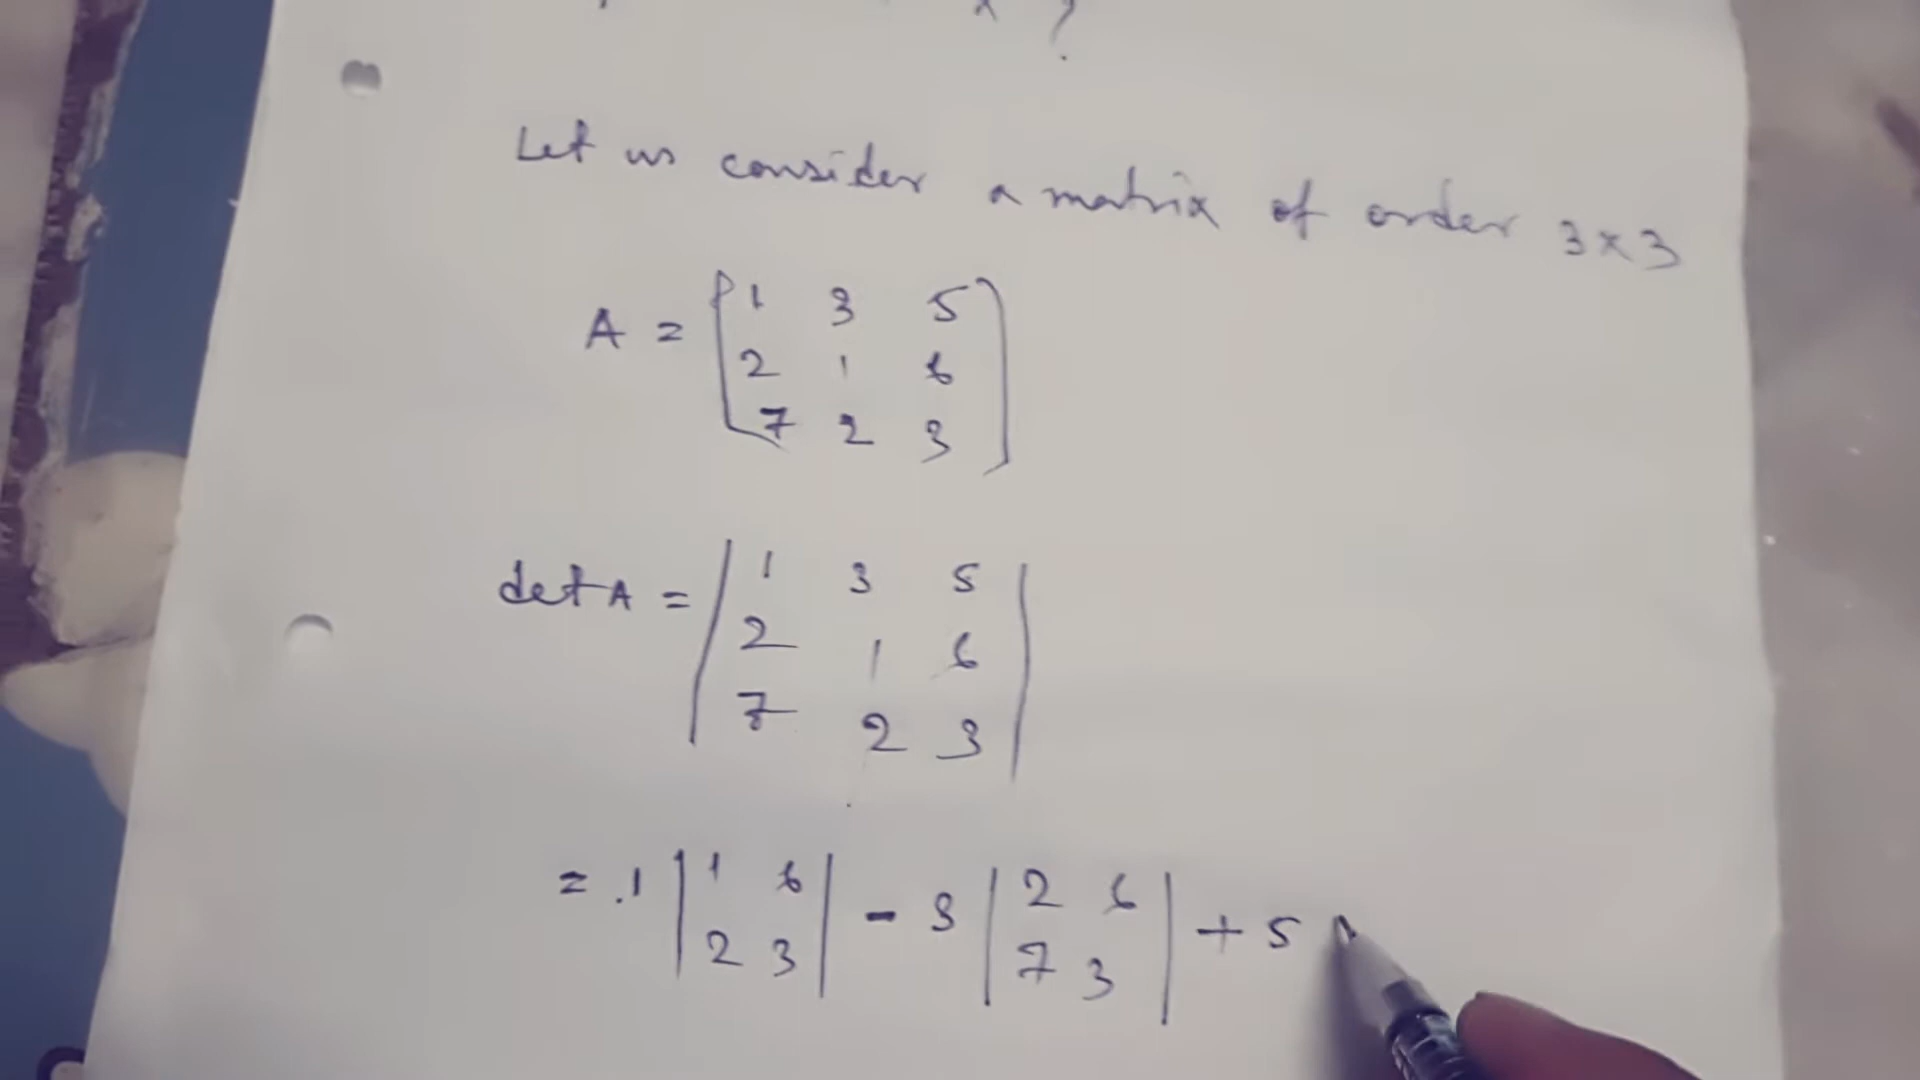 x ?
Let us consider a matrix of order 3×3
A = [1 3 5
2 1 6
7 2 3]
det A = |1 3 5
2 1 6
7 2 3|
= .1 |1 6 - 3 |2 6 + 5
2 3| 7 3|